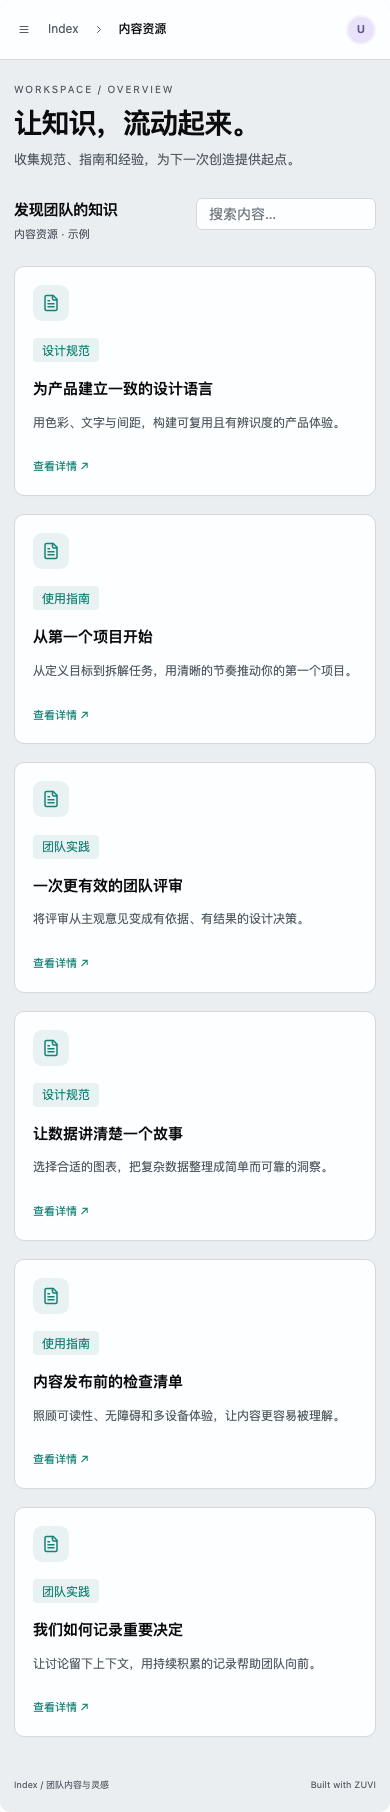 Index > 内容资源 U
WORKSPACE / OVERVIEW
让知识，流动起来。
收集规范、指南和经验，为下一次创造提供起点。
发现团队的知识
内容资源 · 示例
搜索内容...
设计规范
为产品建立一致的设计语言
用色彩、文字与间距，构建可复用且有辨识度的产品体验。
查看详情 ↗
使用指南
从第一个项目开始
从定义目标到拆解任务，用清晰的节奏推动你的第一个项目。
查看详情 ↗
团队实践
一次更有效的团队评审
将评审从主观意见变成有依据、有结果的设计决策。
查看详情 ↗
设计规范
让数据讲清楚一个故事
选择合适的图表，把复杂数据整理成简单而可靠的洞察。
查看详情 ↗
使用指南
内容发布前的检查清单
照顾可读性、无障碍和多设备体验，让内容更容易被理解。
查看详情 ↗
团队实践
我们如何记录重要决定
让讨论留下上下文，用持续积累的记录帮助团队向前。
查看详情 ↗
Index / 团队内容与灵感
Built with ZUVI